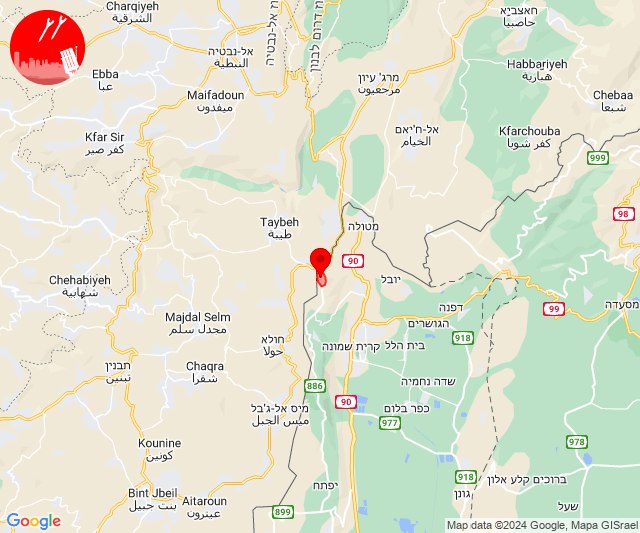 Charqiyeh
الشرقية
אל-נבטיה
النبطية
חאצביא
حاصبيا
Ebba
عبا
Maifadoun
ميفدون
מרג' עיון
مرجعيون
Habbariyeh
هبارية
Chebaa
شبعا
Kfar Sir
كفر صير
אל-ח'יאם
الخيام
Kfarchouba
كفر شوبا
999
98
Taybeh
طيبة
מטולה
90
Chehabiyeh
شهابية
יובל
Majdal Selm
مجدل سلم
דפנה
99
מסעדה
הגושרים
חולא
حولا
קרית שמונה
בית הלל
918
תבנין
تبنين
Chaqra
شقرا
886
שדה נחמיה
מיס אל-ג'בל
ميس الجبل
90
כפר בלום
977
Kounine
كونين
978
918
Bint Jbeil
بنت جبيل
Aitaroun
عيترون
יפתח
גונן
ברוכים קלע אלון
שעל
899
Google
Map data ©2024 Google, Mapa GISrael